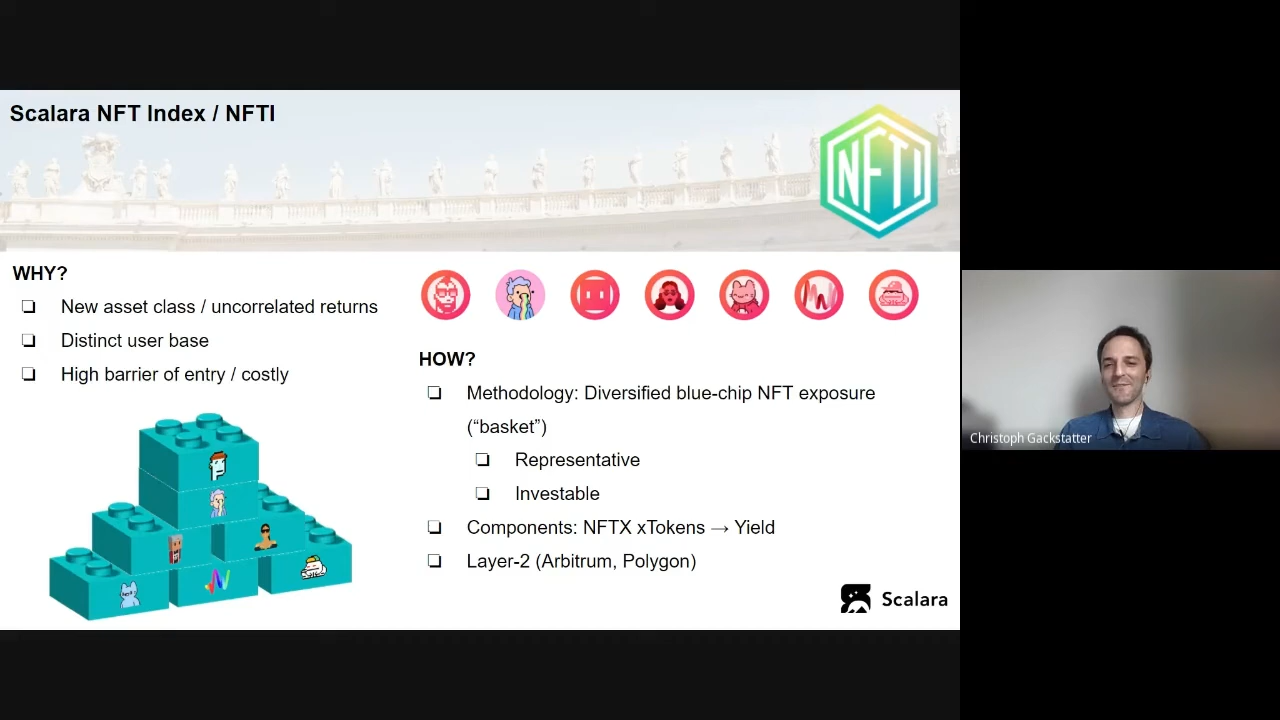 Scalara NFT Index / NFTI
NFTI
WHY?
New asset class / uncorrelated returns
Distinct user base
High barrier of entry / costly
HOW?
Methodology: Diversified blue-chip NFT exposure
(“basket”)
Representative
Investable
Components: NFTX xTokens → Yield
Layer-2 (Arbitrum, Polygon)
Scalara
Christoph Gackstatter